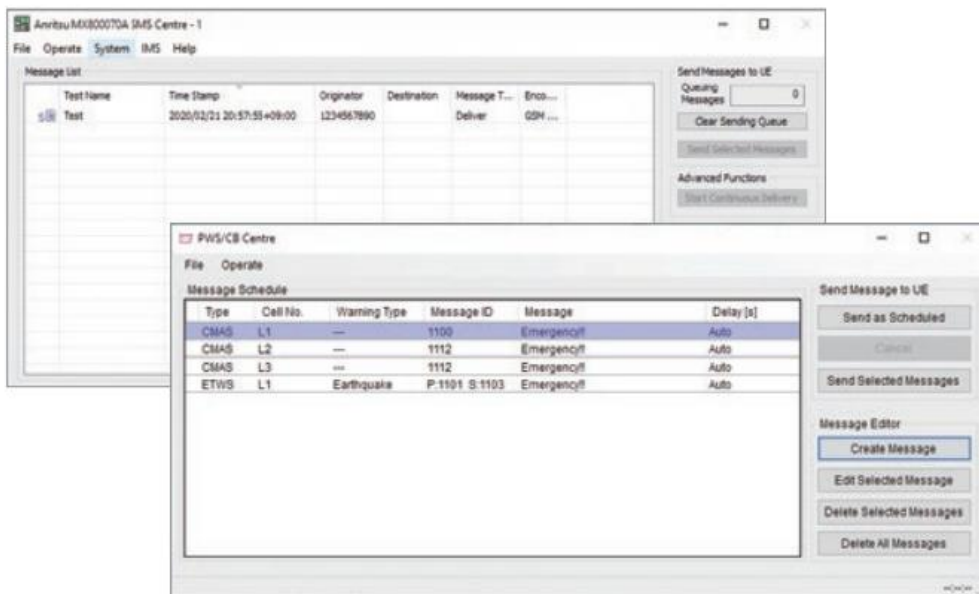 Anritsu MX800070A SMS Centre - 1
File Operate System IMS Help
Message List
Test Name Time Stamp Originator Destination Message T... Enco....
Test 2020/02/21 20:57:55+09:00 1234567890 Deliver GSM ....
Send Messages to UE
Queuing Messages 0
Clear Sending Queue
Send Selected Messages
Advanced Functions
Start Continuous Delivery
PWS/CB Centre
File Operate
Message Schedule
Type Cell No. Warning Type Message ID Message Delay [s]
CMAS L1 --- 1100 Emergency!! Auto
CMAS L2 --- 1112 Emergency!! Auto
CMAS L3 --- 1112 Emergency!! Auto
ETWS L1 Earthquake P:1101 S:1103 Emergency!! Auto
Send Message to UE
Send as Scheduled
Cancel
Send Selected Messages
Message Editor
Create Message
Edit Selected Message
Delete Selected Messages
Delete All Messages
--:--:--